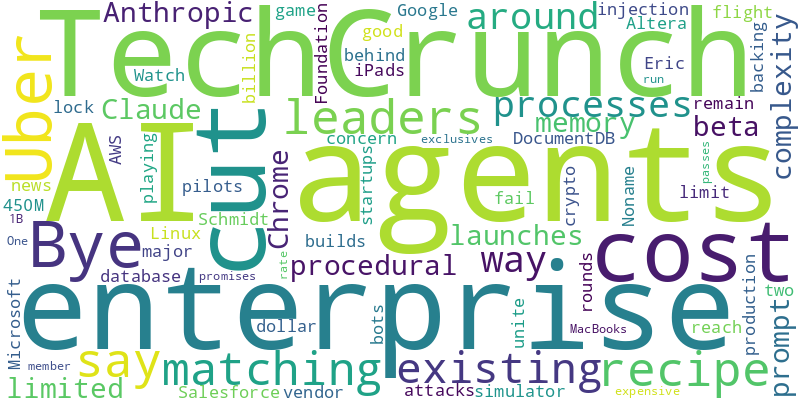 Anthropic
game
Google
around
injection
Altera
flight
TechCrunch
Uber
Watch
billion
Foundation
good
behind
iPads
Eric
run
backing
complexity
lock
Claude
cut
leaders
processes
remain
memory
beta
AI
agents
AWS
playing
concern
exclusives
DocumentDB
passes
news
450M
1B
One
pilots
Schmidt
Chrome
startups
fail
crypto
Noname
limit
Linux
Bye
major
builds
launches
cost
database
promises
rate
procedural
way
rounds
Microsoft
enterprise
dollar
bots
unite
MacBooks
reach
production
two
prompt
member
say
matching
existing
recipe
limited
Salesforce
vendor
attacks
simulator
expensive